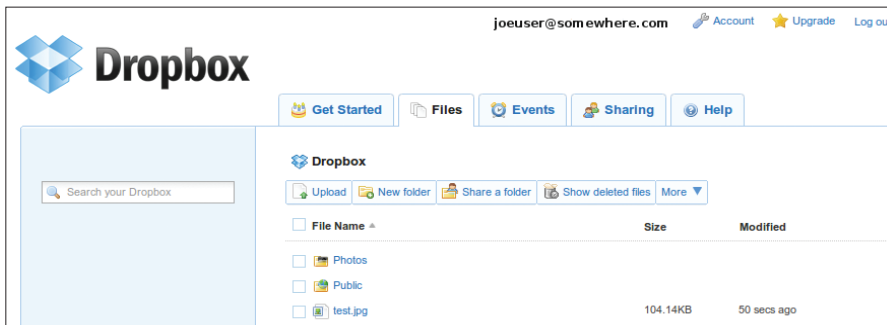 joeuser@somewhere.com Account Upgrade Log ou
Dropbox
Get Started Files Events Sharing Help
Dropbox
Search your Dropbox
Upload New folder Share a folder Show deleted files More
File Name Size Modified
Photos
Public
test.jpg 104.14KB 50 secs ago